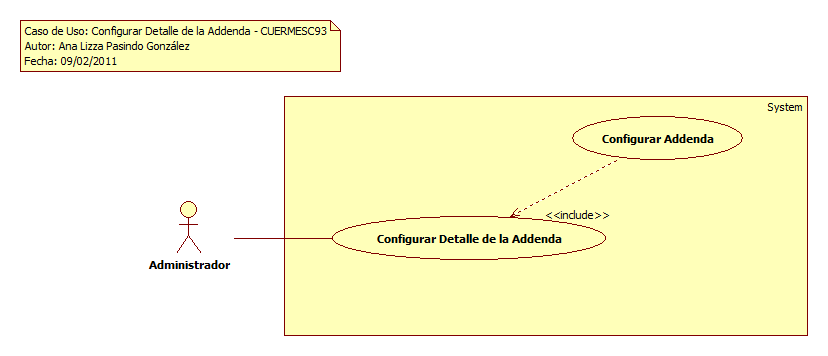 Caso de Uso: Configurar Detalle de la Addenda - CUERMESC93
Autor: Ana Lizza Pasindo González
Fecha: 09/02/2011
System
Configurar Addenda
<<include>>
Configurar Detalle de la Addenda
Administrador